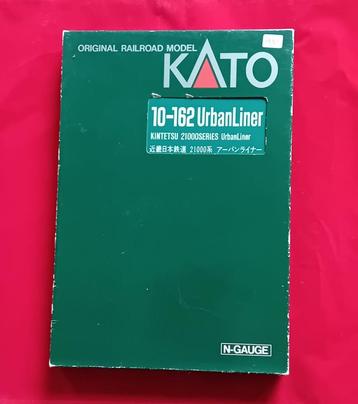 ORIGINAL RAILROAD MODEL
KATO
10-162 UrbanLiner
KINTETSU 21000SERIES UrbanLiner
近畿日本鉄道 21000系 アーバンライナー
N-GAUGE